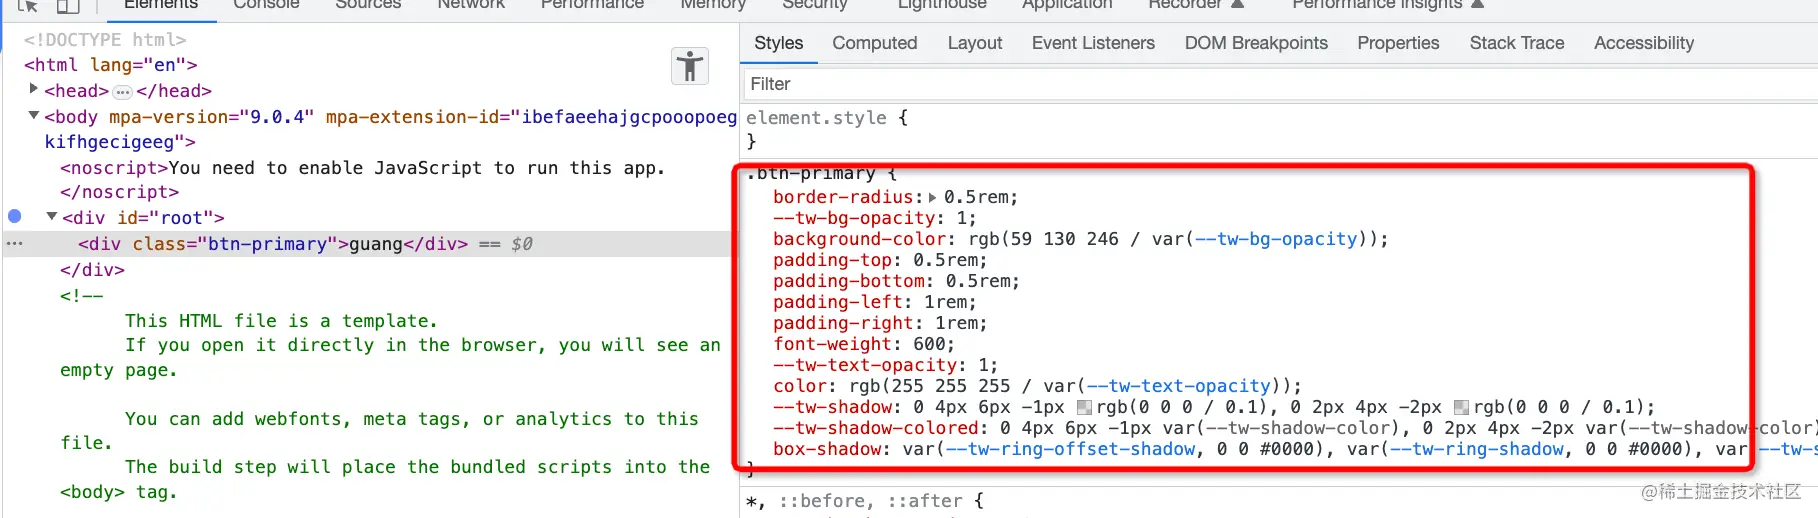 Elements Console Sources Network Performance Memory Security Lighthouse Application Recorder Performance insights
<!DOCTYPE html>
<html lang="en">
<head>…</head>
<body mpa-version="9.0.4" mpa-extension-id="ibefaeehajgcpooopoeg
kifhgecigeeg">
<noscript>You need to enable JavaScript to run this app.
</noscript>
<div id="root">
<div class="btn-primary">guang</div> == $0
</div>
<!--
This HTML file is a template.
If you open it directly in the browser, you will see an
empty page.
You can add webfonts, meta tags, or analytics to this
file.
The build step will place the bundled scripts into the
<body> tag.
Styles Computed Layout Event Listeners DOM Breakpoints Properties Stack Trace Accessibility
Filter
element.style {
}
.btn-primary {
border-radius: 0.5rem;
--tw-bg-opacity: 1;
background-color: rgb(59 130 246 / var(--tw-bg-opacity));
padding-top: 0.5rem;
padding-bottom: 0.5rem;
padding-left: 1rem;
padding-right: 1rem;
font-weight: 600;
--tw-text-opacity: 1;
color: rgb(255 255 255 / var(--tw-text-opacity));
--tw-shadow: 0 4px 6px -1px rgb(0 0 0 / 0.1), 0 2px 4px -2px rgb(0 0 0 / 0.1);
--tw-shadow-colored: 0 4px 6px -1px var(--tw-shadow-color), 0 2px 4px -2px var(--tw-shadow-color)
box-shadow: var(--tw-ring-offset-shadow, 0 0 #0000), var(--tw-ring-shadow, 0 0 #0000), var(--tw-s
}
*, ::before, ::after {
@稀土掘金技术社区